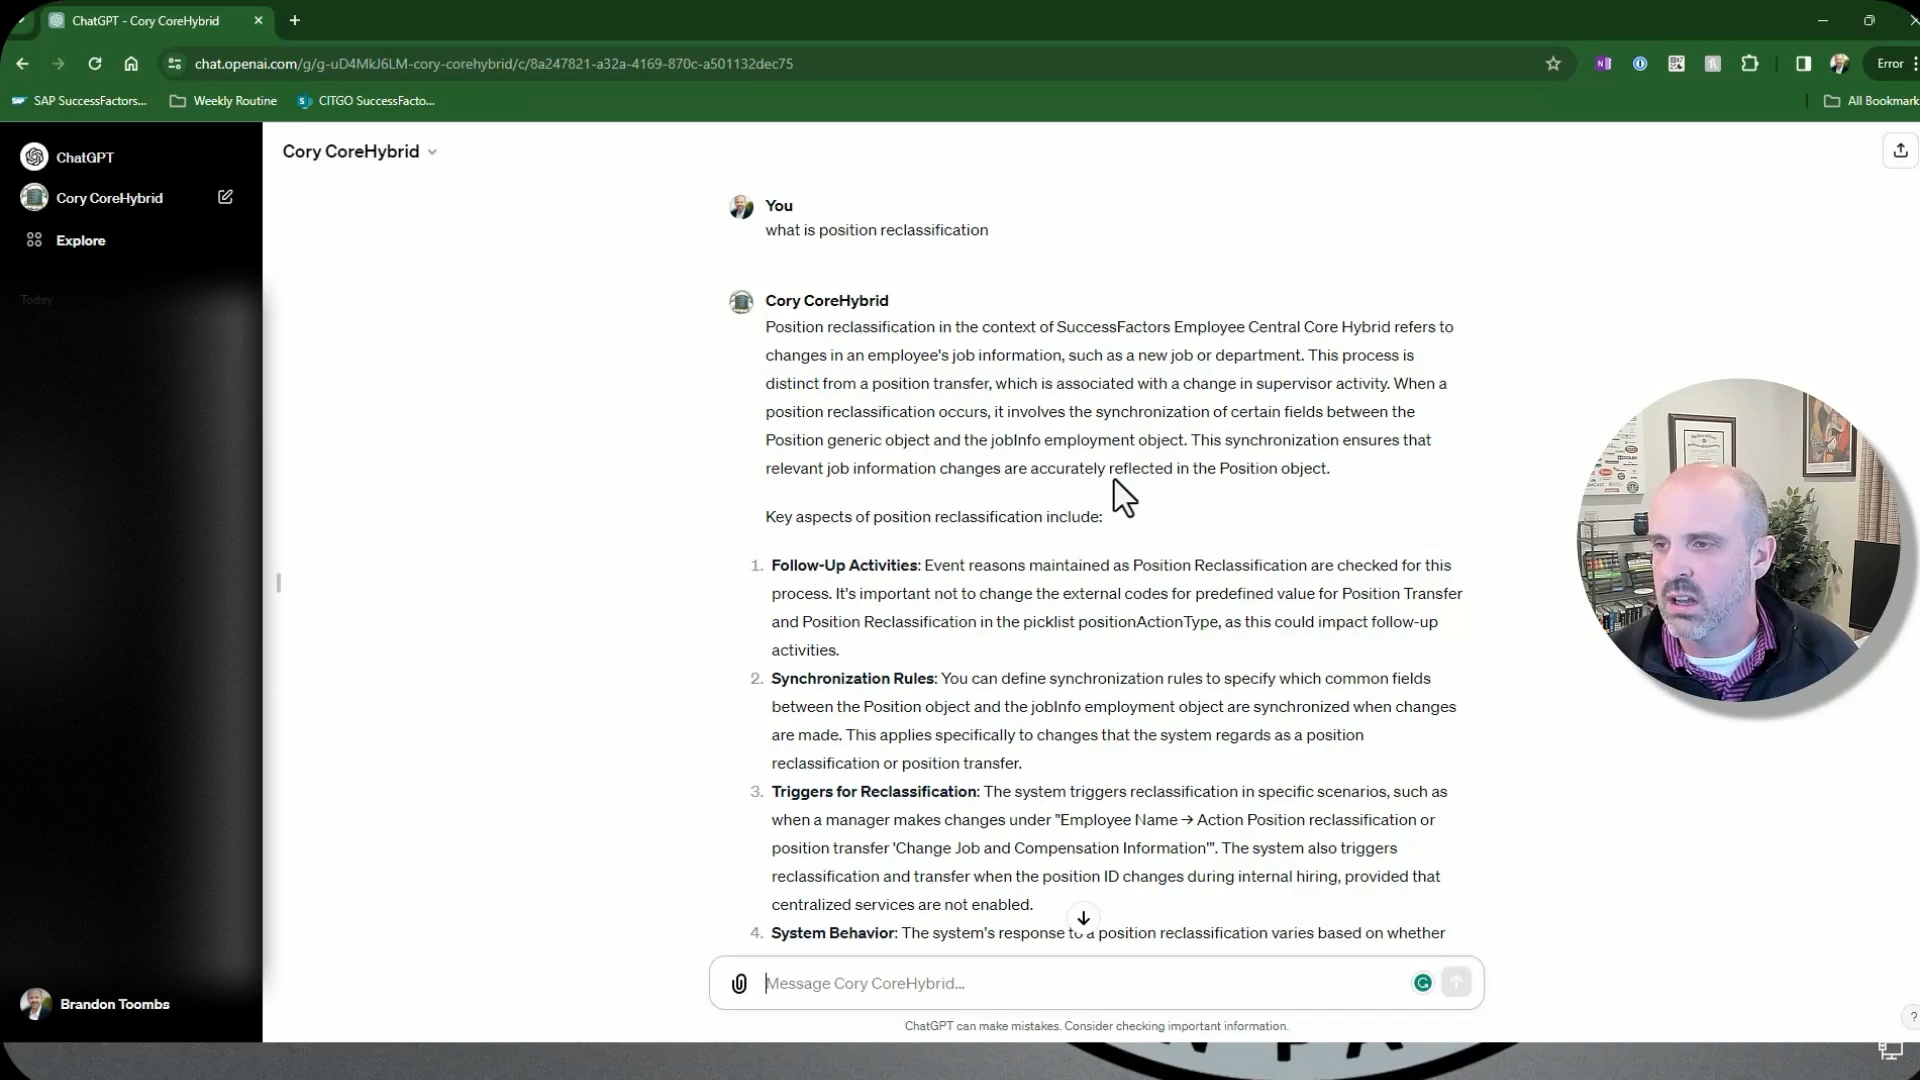 ChatGPT - Cory CoreHybrid
chat.openai.com/g/g-uD4MkJ6LM-cory-corehybrid/c/8a247821-a32a-4169-870c-a501132dec75
Error
SAP SuccessFactors...
Weekly Routine
CITGO SuccessFacto...
All Bookmark
ChatGPT
Cory CoreHybrid
Explore
Today
Brandon Toombs
Cory CoreHybrid
You
what is position reclassification
Cory CoreHybrid
Position reclassification in the context of SuccessFactors Employee Central Core Hybrid refers to
changes in an employee's job information, such as a new job or department. This process is
distinct from a position transfer, which is associated with a change in supervisor activity. When a
position reclassification occurs, it involves the synchronization of certain fields between the
Position generic object and the jobInfo employment object. This synchronization ensures that
relevant job information changes are accurately reflected in the Position object.
Key aspects of position reclassification include:
1. Follow-Up Activities: Event reasons maintained as Position Reclassification are checked for this
process. It's important not to change the external codes for predefined value for Position Transfer
and Position Reclassification in the picklist positionActionType, as this could impact follow-up
activities.
2. Synchronization Rules: You can define synchronization rules to specify which common fields
between the Position object and the jobInfo employment object are synchronized when changes
are made. This applies specifically to changes that the system regards as a position
reclassification or position transfer.
3. Triggers for Reclassification: The system triggers reclassification in specific scenarios, such as
when a manager makes changes under "Employee Name → Action Position reclassification or
position transfer 'Change Job and Compensation Information'". The system also triggers
reclassification and transfer when the position ID changes during internal hiring, provided that
centralized services are not enabled.
4. System Behavior: The system's response to a position reclassification varies based on whether
Message Cory CoreHybrid...
ChatGPT can make mistakes. Consider checking important information.
?